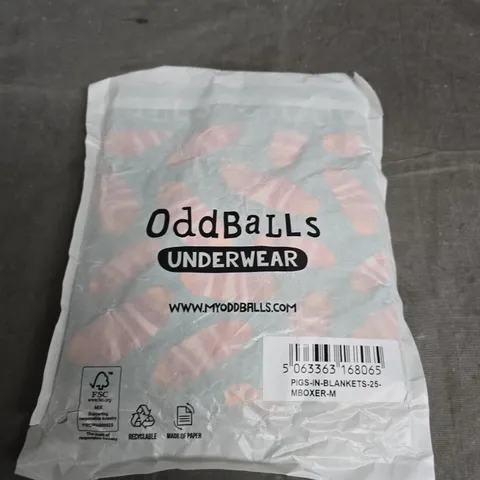 OddBaLLs
UNDERWEAR
WWW.MYODDBALLS.COM
5 063363 168065
PIGS-IN-BLANKETS-25-
MBOXER-M
FSC
MIX
RECYCLABLE
MADE OF PAPER